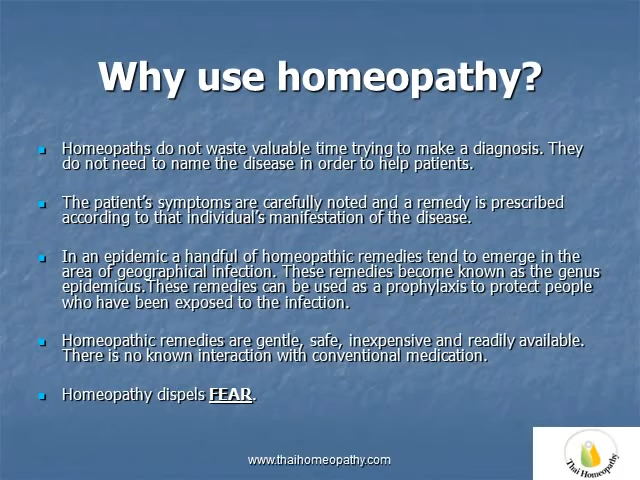 Why use homeopathy?
Homeopaths do not waste valuable time trying to make a diagnosis. They
do not need to name the disease in order to help patients.
The patient's symptoms are carefully noted and a remedy is prescribed
according to that individual's manifestation of the disease.
In an epidemic a handful of homeopathic remedies tend to emerge in the
area of geographical infection. These remedies become known as the genus
epidemicus.These remedies can be used as a prophylaxis to protect people
who have been exposed to the infection.
Homeopathic remedies are gentle, safe, inexpensive and readily available.
There is no known interaction with conventional medication.
Homeopathy dispels FEAR.
www.thaihomeopathy.com
Thai Homeopathy